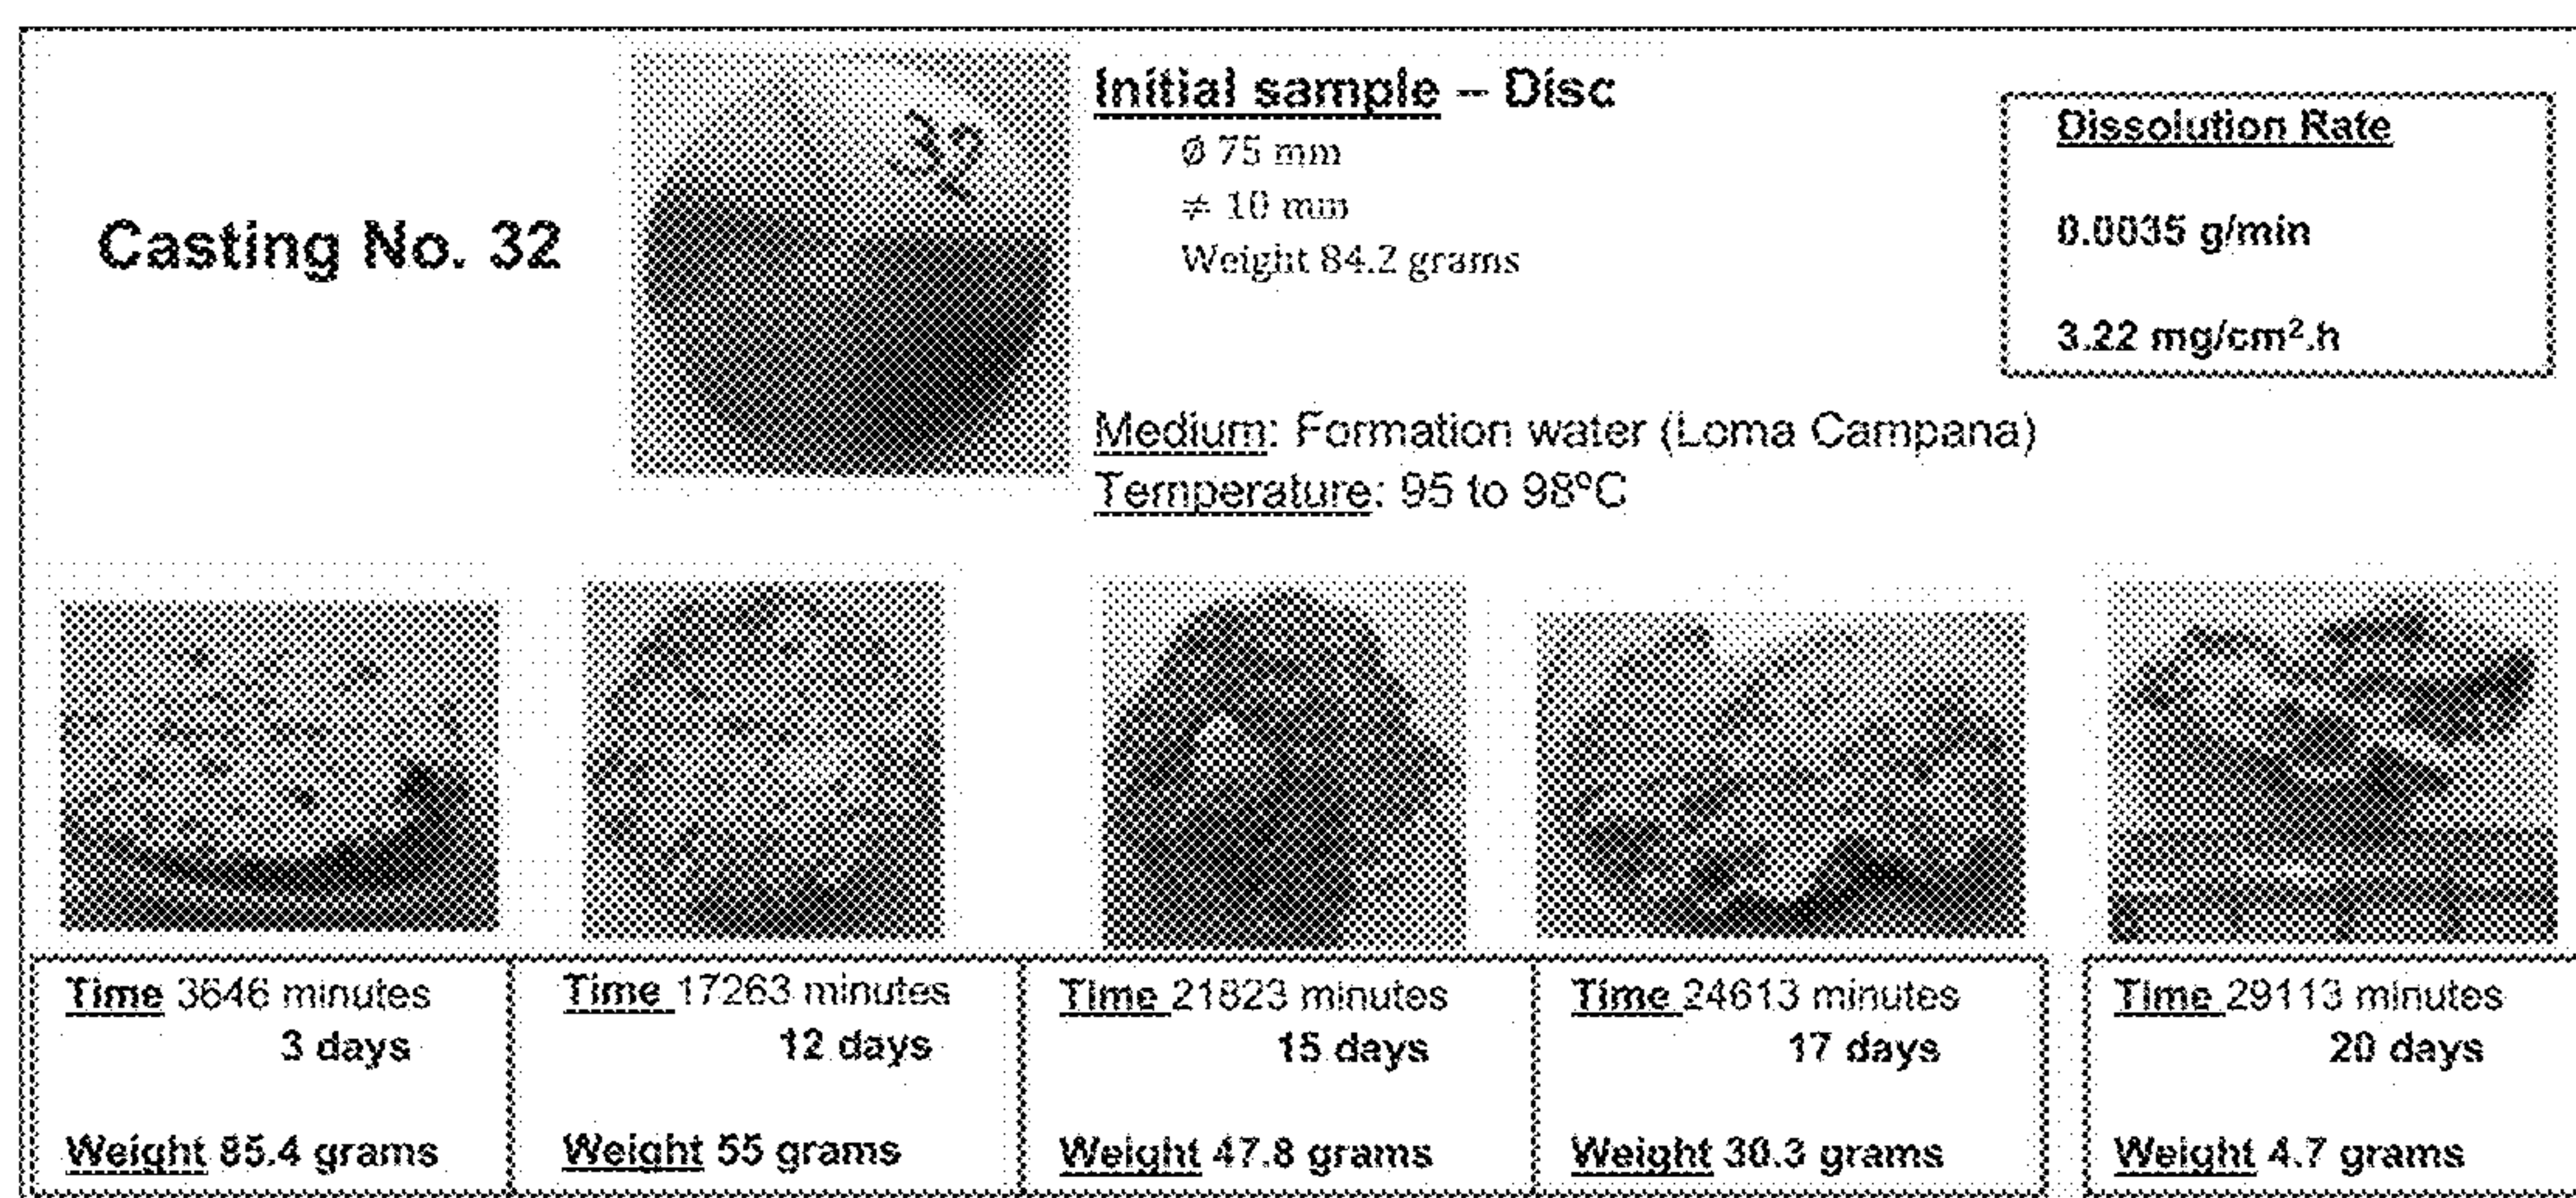 Casting No. 32
32
Initial sample – Disc
Ø 75 mm
≠ 10 mm
Weight 84.2 grams
Dissolution Rate
0.0035 g/min
3.22 mg/cm².h
Medium: Formation water (Loma Campana)
Temperature: 95 to 98ºC
Time 3646 minutes
3 days
Weight 85.4 grams
Time 17263 minutes
12 days
Weight 55 grams
Time 21823 minutes
15 days
Weight 47.8 grams
Time 24613 minutes
17 days
Weight 30.3 grams
Time 29113 minutes
20 days
Weight 4.7 grams